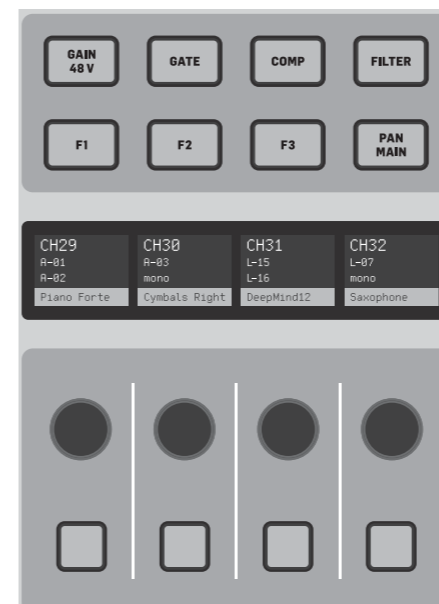 GAIN
48 V
GATE
COMP
FILTER
F1
F2
F3
PAN
MAIN
CH29
A-01
A-02
Piano Forte
CH30
A-03
mono
Cymbals Right
CH31
L-15
L-16
DeepMind12
CH32
L-07
mono
Saxophone